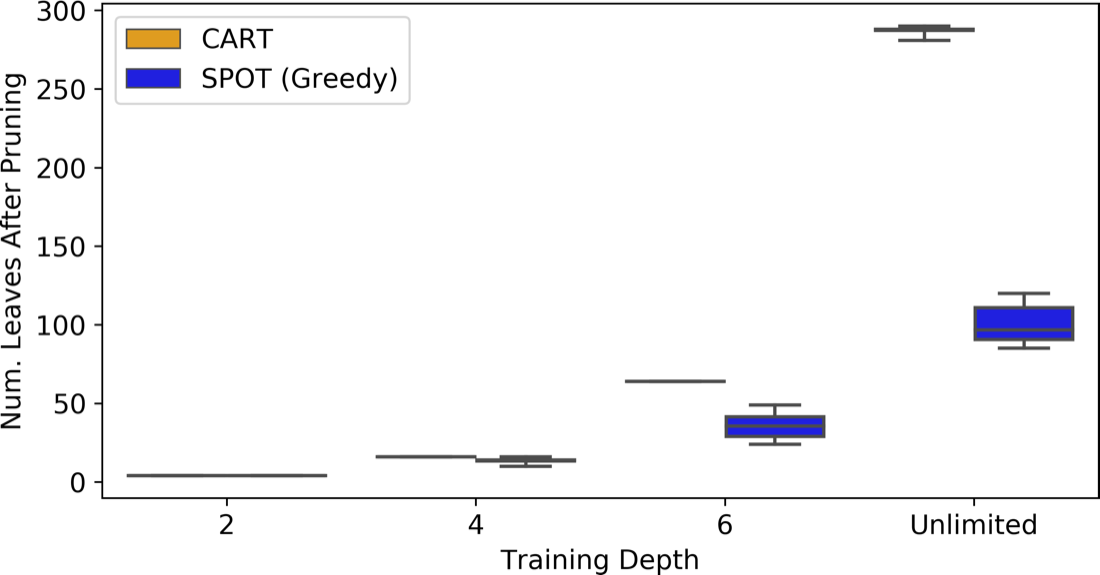 300
250
200
150
100
50
0
Num. Leaves After Pruning
CART
SPOT (Greedy)
2
4
6
Unlimited
Training Depth